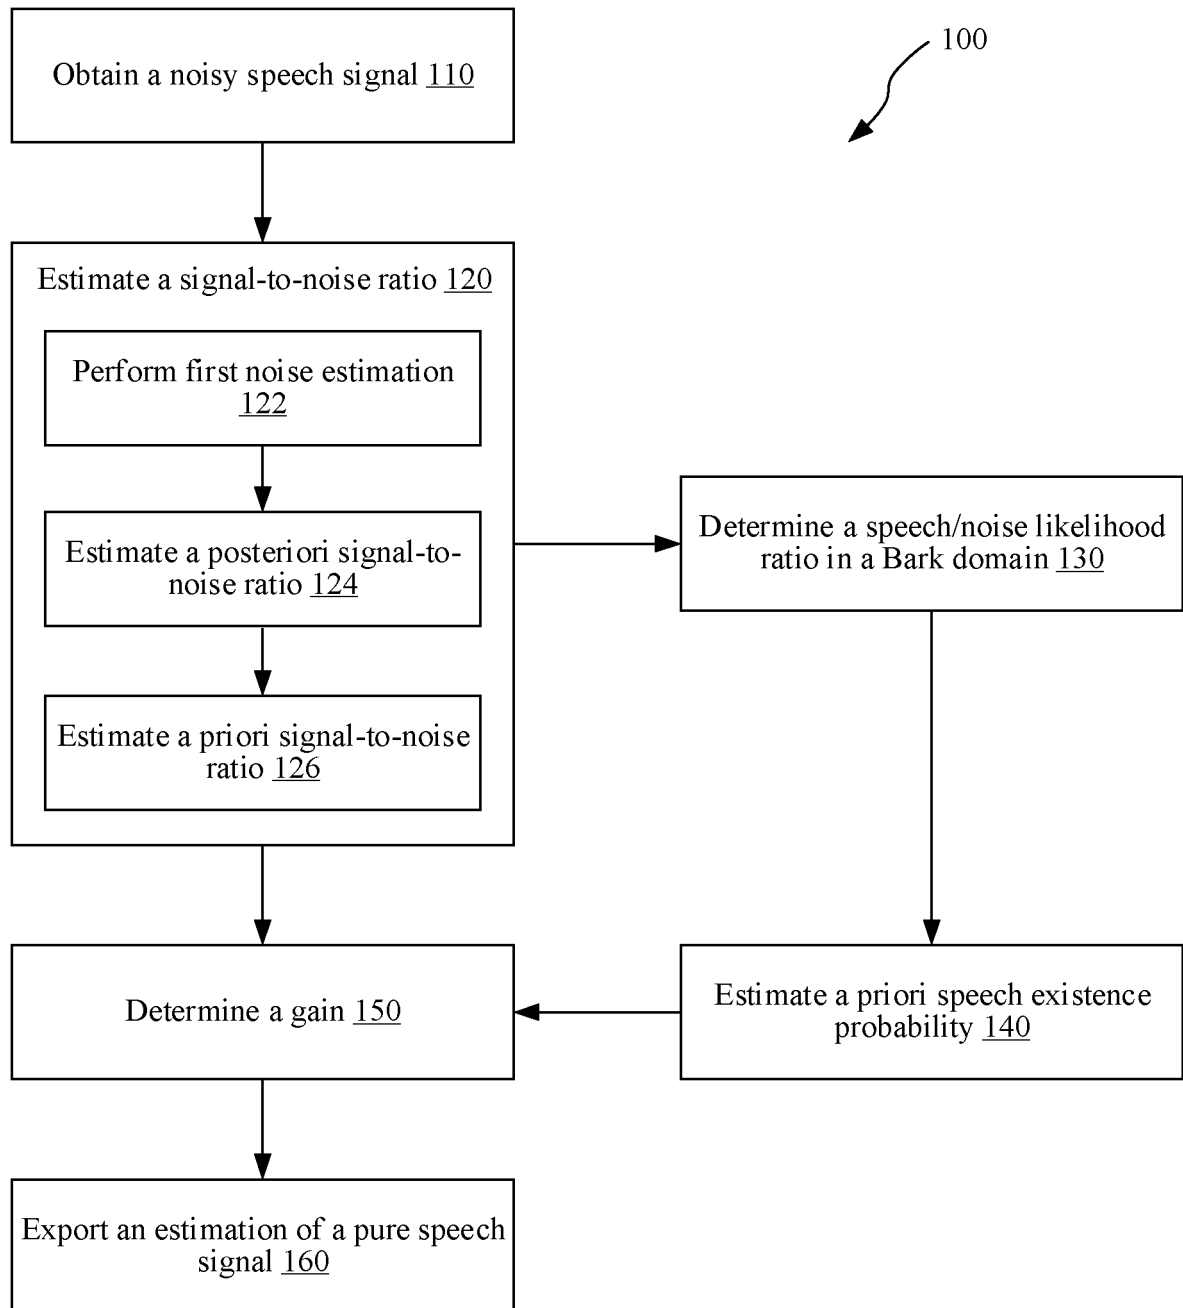 Obtain a noisy speech signal 110
100
Estimate a signal-to-noise ratio 120
Perform first noise estimation
122
Estimate a posteriori signal-to-
noise ratio 124
Estimate a priori signal-to-noise
ratio 126
Determine a speech/noise likelihood
ratio in a Bark domain 130
Estimate a priori speech existence
probability 140
Determine a gain 150
Export an estimation of a pure speech
signal 160